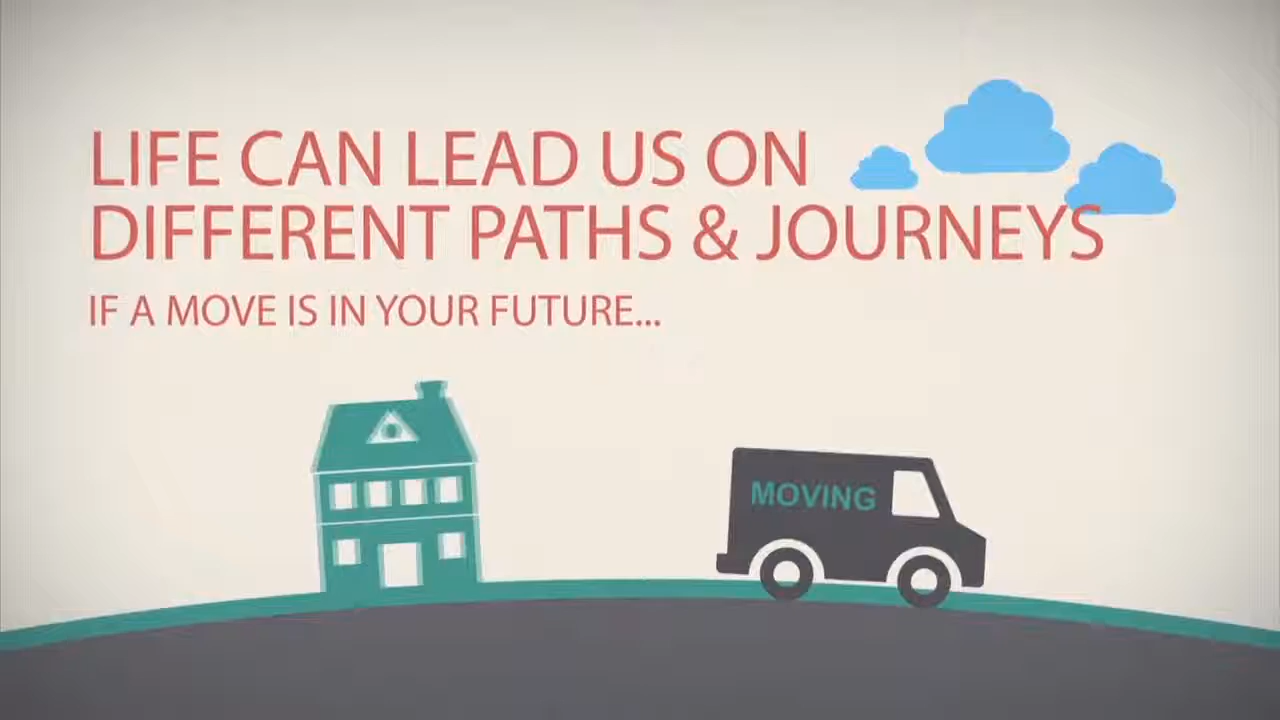 LIFE CAN LEAD US ON
DIFFERENT PATHS & JOURNEYS
IF A MOVE IS IN YOUR FUTURE...
MOVING